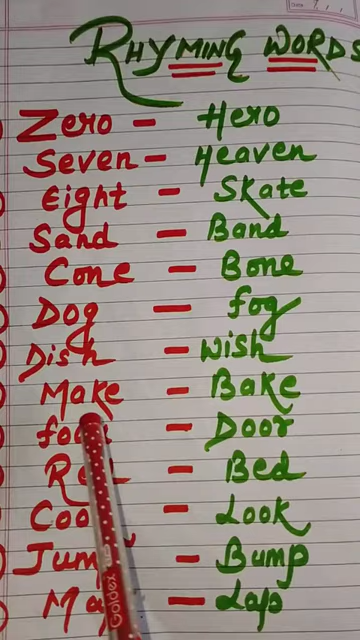 Rhyming words
Zero - Hero
Seven - Heaven
Eight - Skate
Sand - Band
Cone - Bone
Dog - fog
Dish - Wish
Make - Bake
- Door
- Bed
- Look
- Bump
- Lap
Goldex